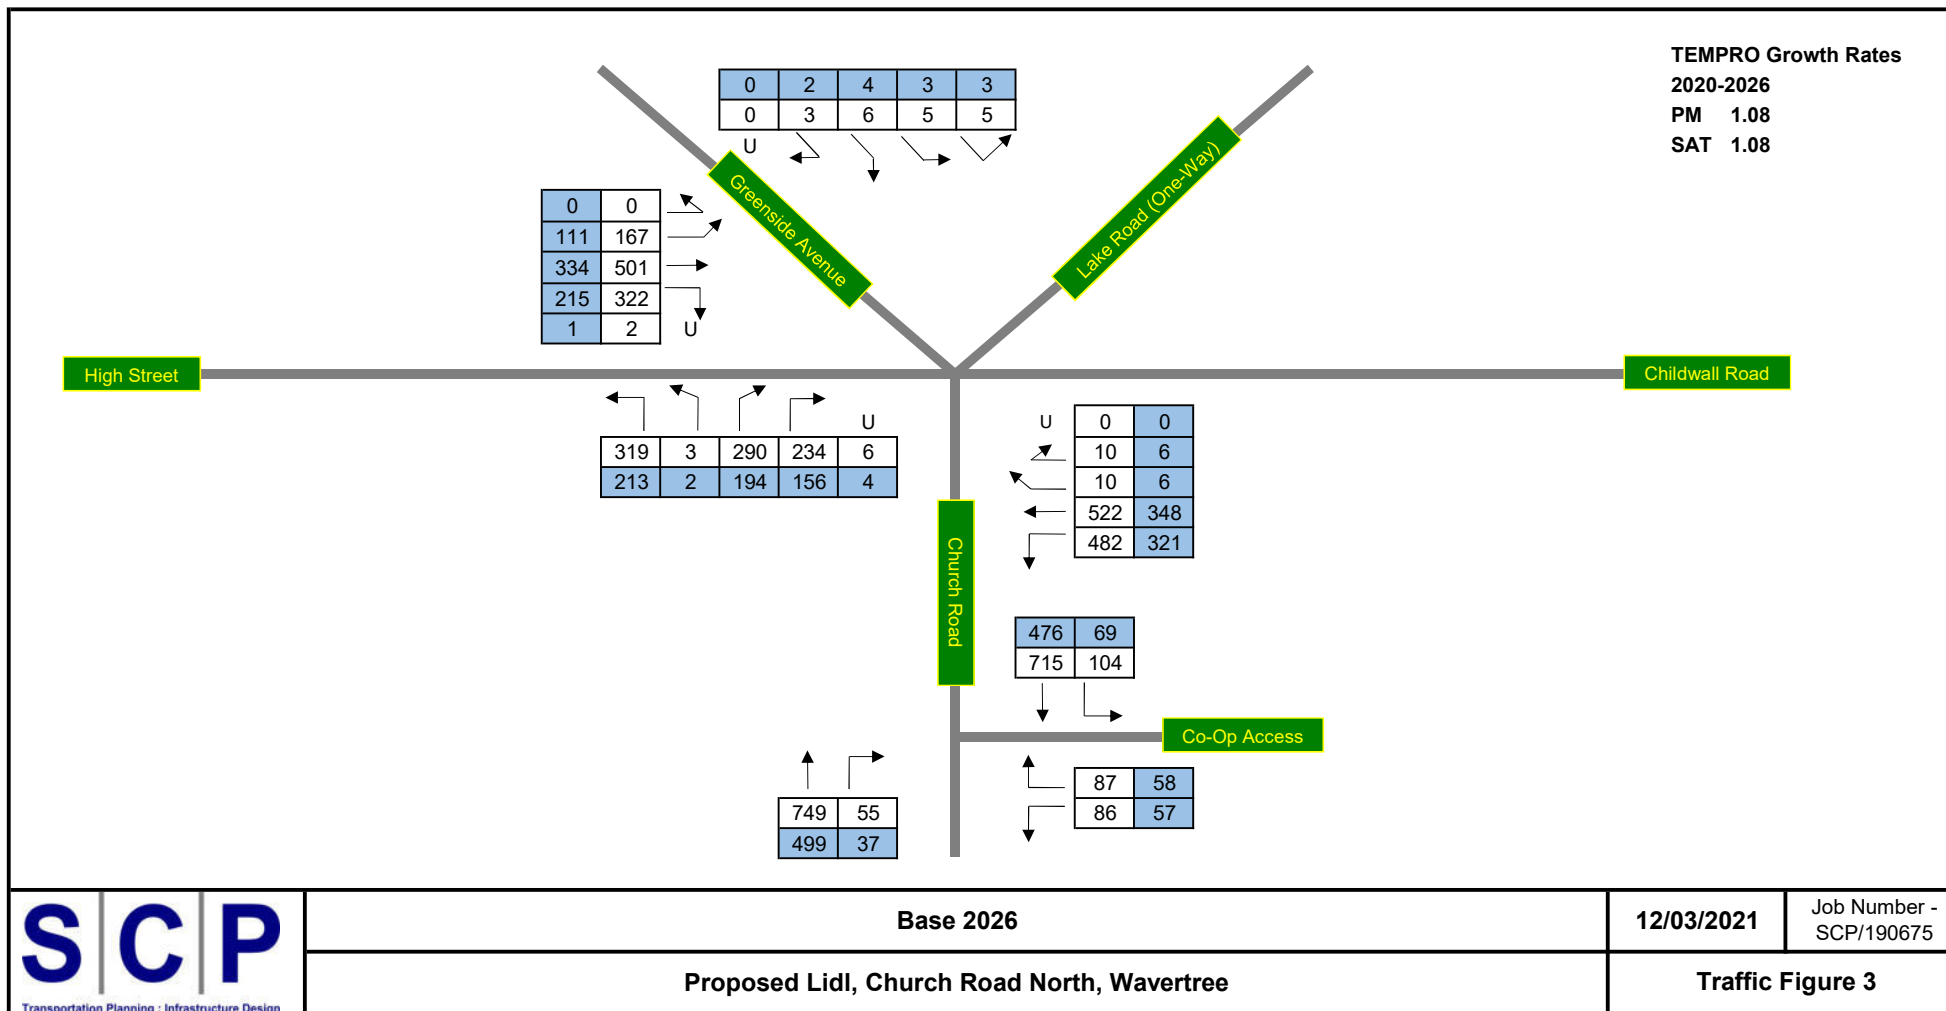 TEMPRO Growth Rates
2020-2026
PM 1.08
SAT 1.08
0 2 4 3 3
0 3 6 5 5
U
Greenside Avenue
Lake Road (One-Way)
0 0
111 167
334 501
215 322
1 2 U
High Street
Childwall Road
U
319 3 290 234 6
213 2 194 156 4
U 0 0
10 6
10 6
522 348
482 321
Church Road
476 69
715 104
Co-Op Access
87 58
86 57
749 55
499 37
SCP
Transportation Planning : Infrastructure Design
Base 2026
12/03/2021
Job Number -
SCP/190675
Proposed Lidl, Church Road North, Wavertree
Traffic Figure 3